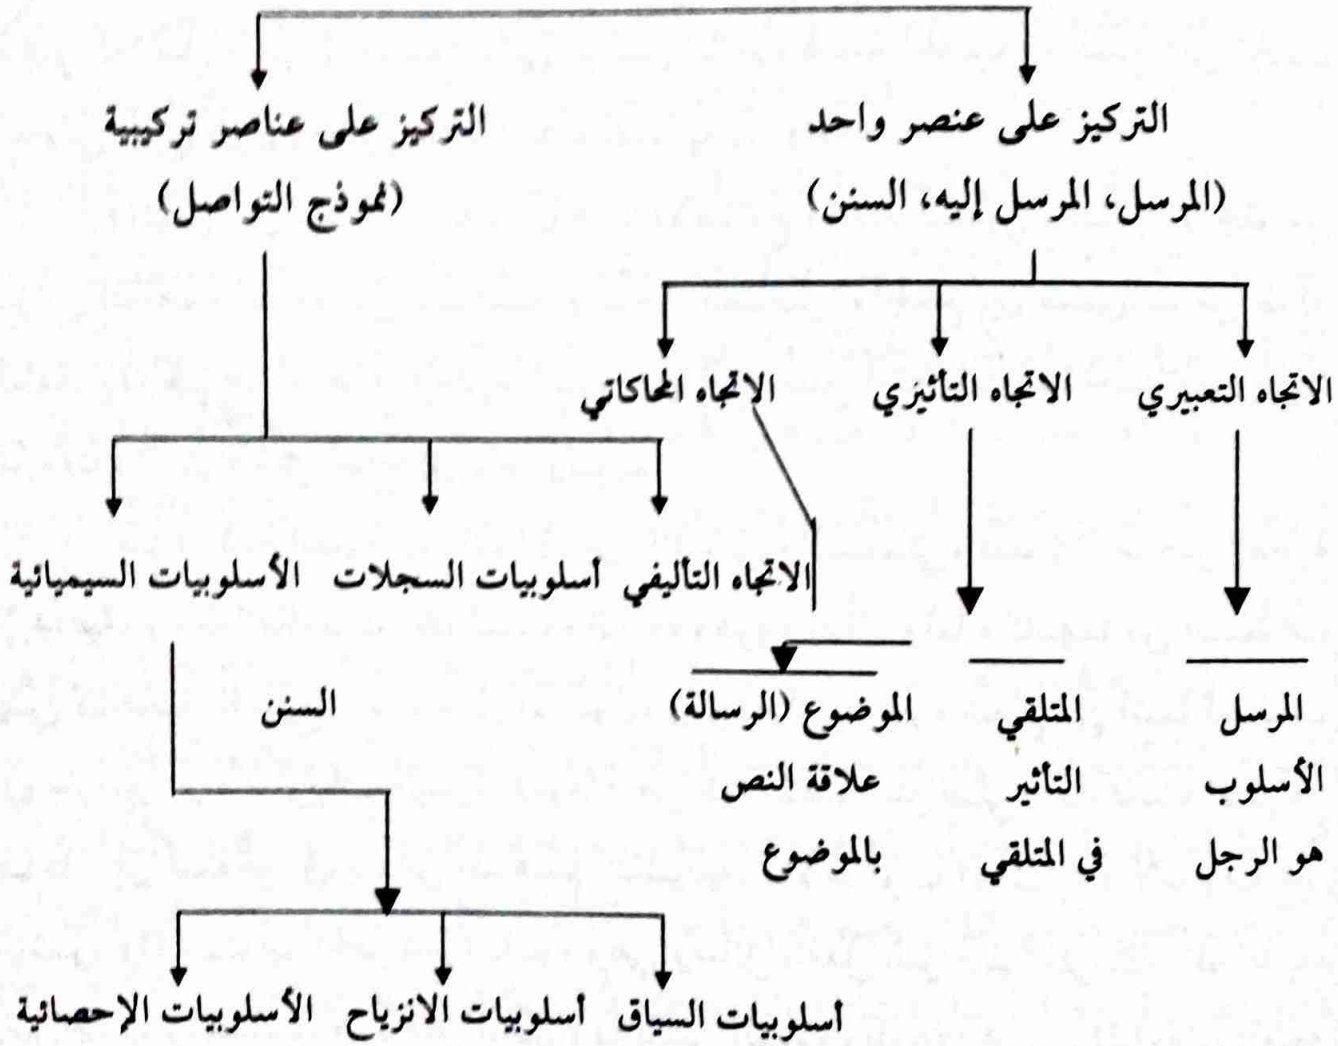 التركيز على عنصر واحد
(المرسل، المرسل إليه، السنن)
التركيز على عناصر تركيبية
(نموذج التواصل)
الاتجاه التعبيري
الاتجاه التأثيري
الاتجاه المحاكاتي
الاتجاه التأليفي
أسلوبيات السجلات
الأسلوبيات السيميائية
المرسل
الأسلوب
هو الرجل
المتلقي
التأثير
في المتلقي
الموضوع (الرسالة)
علاقة النص
بالموضوع
السنن
أسلوبيات السياق
أسلوبيات الانزياح
الأسلوبيات الإحصائية